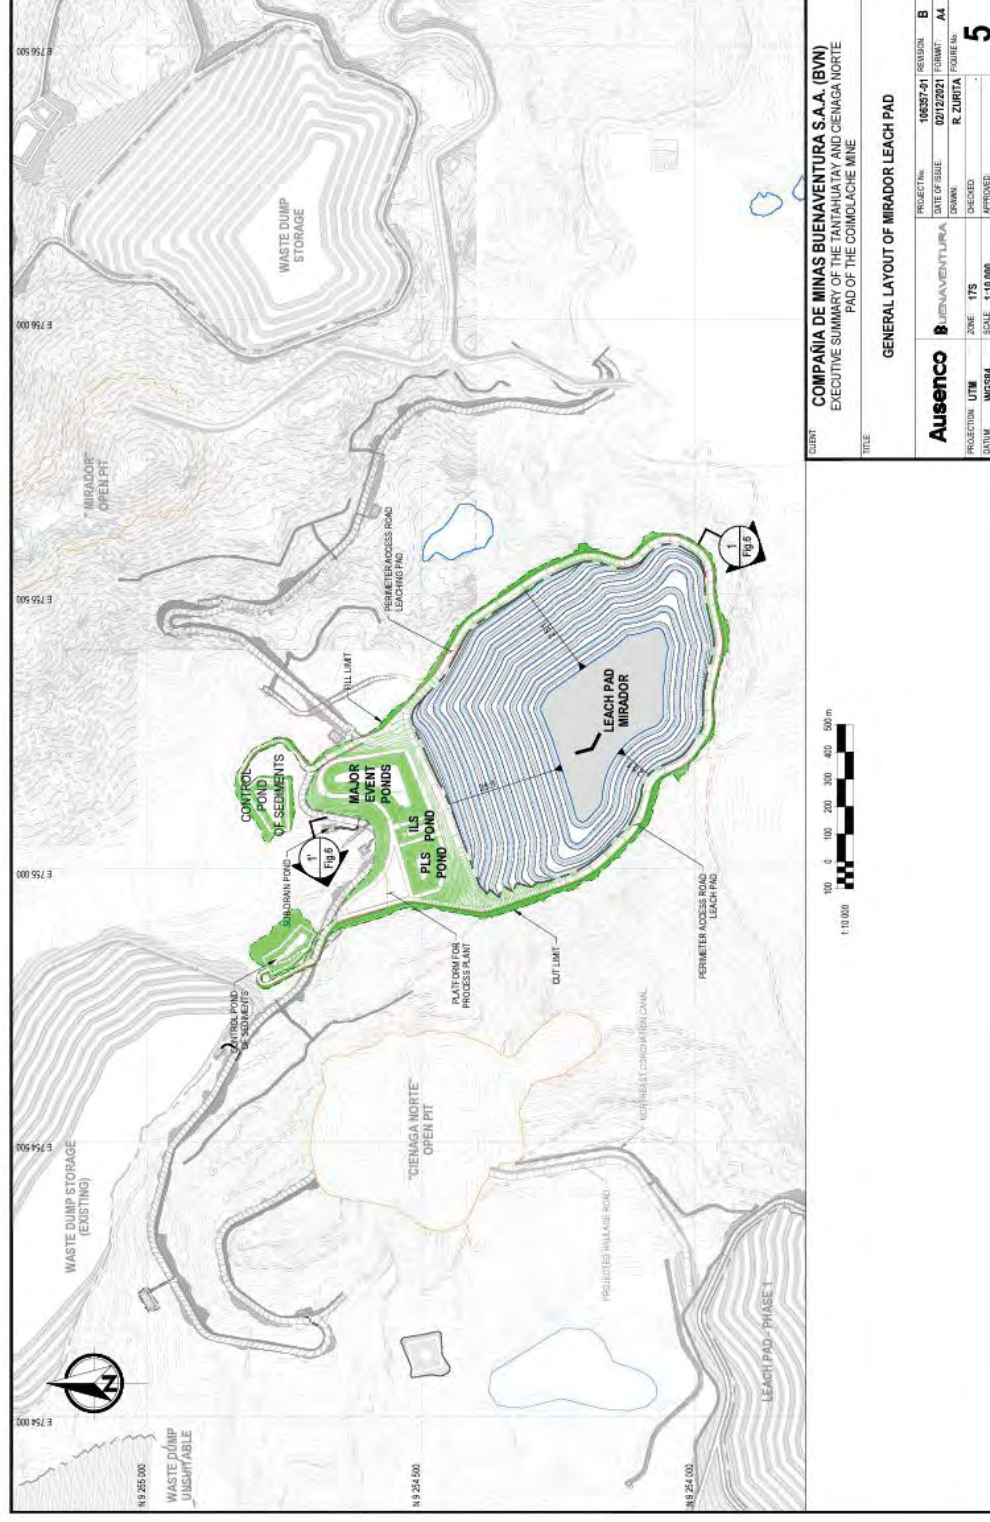 E 756 500
E 756 000
E 755 500
E 755 000
E 754 500
E 754 000
N 9 255 000
N 9 254 500
N 9 254 000
WASTE DUMP
UNSUITABLE
WASTE DUMP STORAGE
(EXISTING)
" MIRADOR"
OPEN PIT
WASTE DUMP
STORAGE
CONTROL POND
OF SEDIMENTS
SUB DRAIN POND
CONTROL
POND
OF SEDIMENTS
1'
Fig.6
MAJOR
EVENT
PONDS
ILS
POND
PLS
POND
FILL LIMIT
PERIMETER ACCESS ROAD
LEACHING PAD
PLATFORM FOR
PROCESS PLANT
CUT LIMIT
LEACH PAD
MIRADOR
1
Fig.6
PERIMETER ACCESS ROAD
LEACH PAD
"CIENAGA NORTE"
OPEN PIT
NORTHEAST CORONATION CANAL
PROJECTED HAULAGE ROAD
LEACH PAD - PHASE 1
N
100 0 100 200 300 400 500 m
1:10 000
CLIENT:
COMPAÑIA DE MINAS BUENAVENTURA S.A.A. (BVN)
EXECUTIVE SUMMARY OF THE TANTAHUATAY AND CIENAGA NORTE
PAD OF THE COIMOLACHE MINE
TITLE:
GENERAL LAYOUT OF MIRADOR LEACH PAD
Ausenco
BUENAVENTURA
PROJECTION: UTM
ZONE 17S
DATUM: WGS84
SCALE 1:10 000
PROJECT No. 106357-01
DATE OF ISSUE: 02/12/2021
DRAWN: R. ZURITA
CHECKED: -
APPROVED:
REVISION: B
FORMAT: A4
FIGURE No.
5